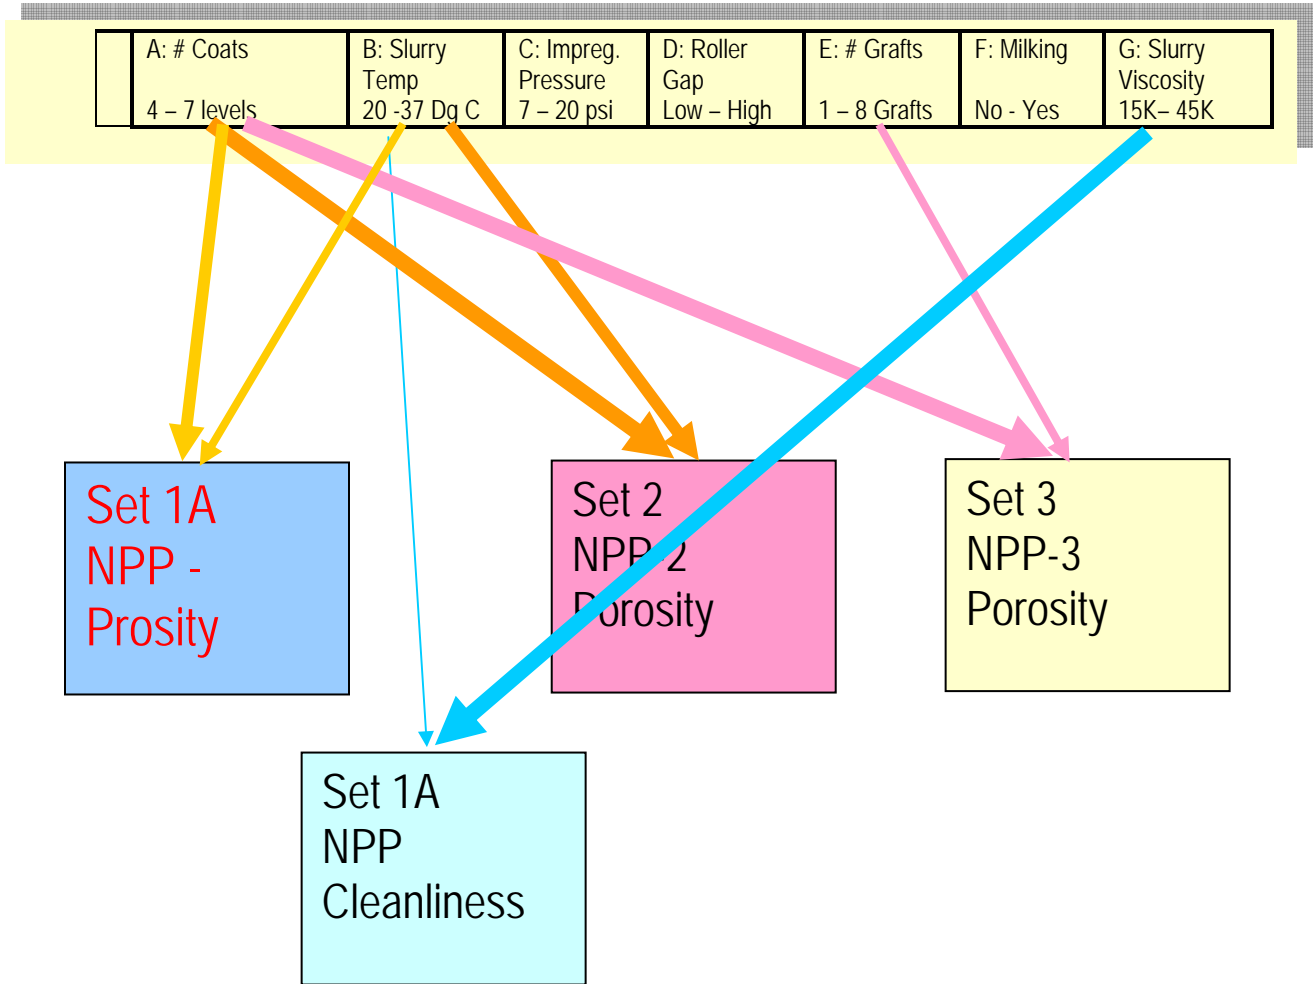 A: # Coats
4 – 7 levels
B: Slurry
Temp
20 -37 Dg C
C: Impreg.
Pressure
7 – 20 psi
D: Roller
Gap
Low – High
E: # Grafts
1 – 8 Grafts
F: Milking
No - Yes
G: Slurry
Viscosity
15K– 45K
Set 1A
NPP -
Prosity
Set 2
NPP-2
Porosity
Set 3
NPP-3
Porosity
Set 1A
NPP
Cleanliness